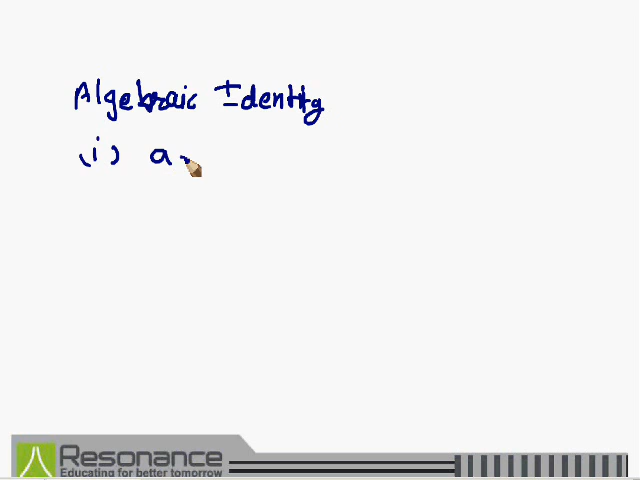 Algebraic Identity
(i) a
Resonance
Educating for better tomorrow